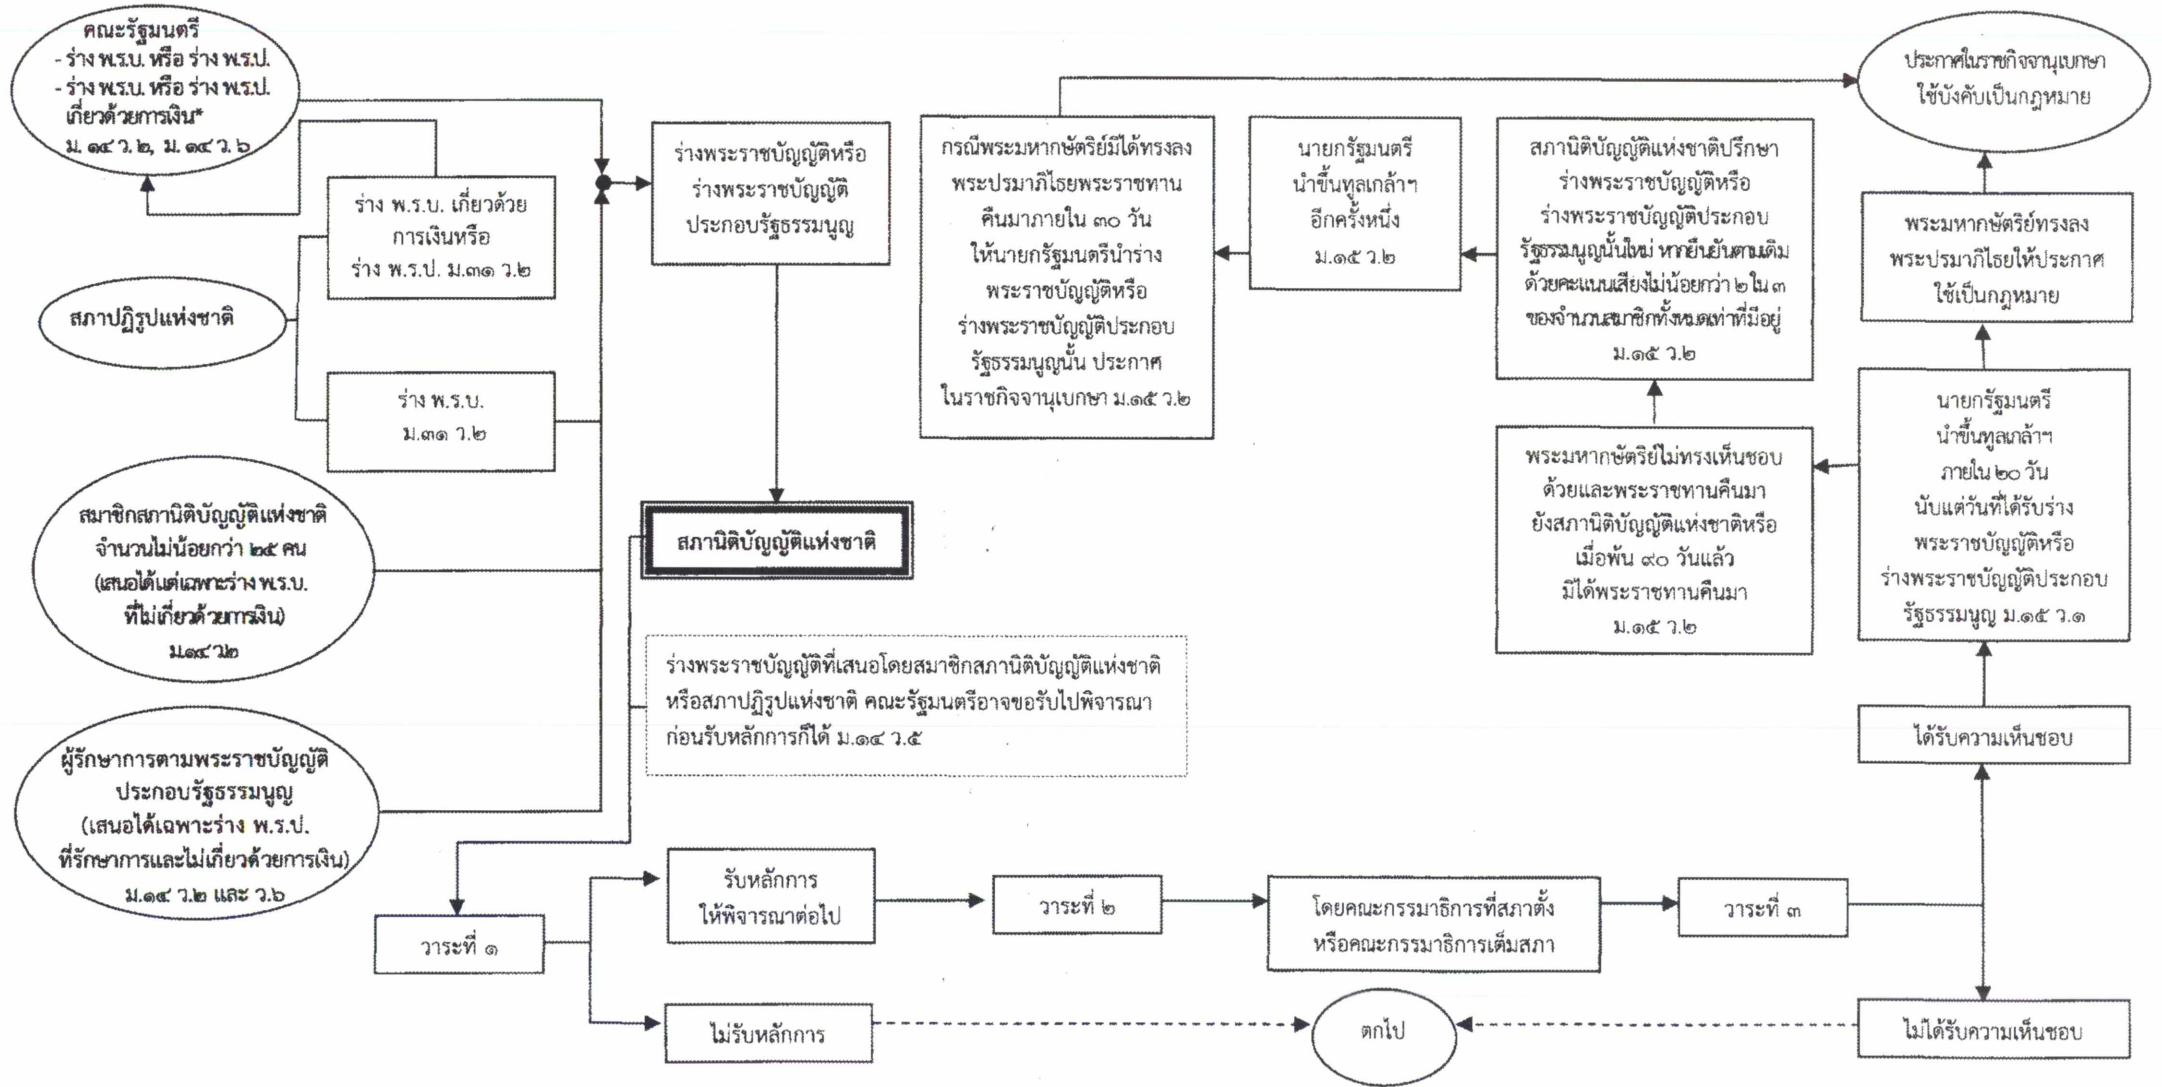 คณะรัฐมนตรี
- ร่าง พ.ร.บ. หรือ ร่าง พ.ร.ป.
- ร่าง พ.ร.บ. หรือ ร่าง พ.ร.ป.
เกี่ยวด้วยการเงิน*
ม. ๑๔ ว. ๒, ม. ๑๔ ว. ๖
ร่าง พ.ร.บ. เกี่ยวด้วย
การเงินหรือ
ร่าง พ.ร.ป. ม.๓๑ ว.๒
สภาปฏิรูปแห่งชาติ
ร่าง พ.ร.บ.
ม.๓๑ ว.๒
สมาชิกสภานิติบัญญัติแห่งชาติ
จำนวนไม่น้อยกว่า ๒๕ คน
(เสนอได้แต่เฉพาะร่าง พ.ร.บ.
ที่ไม่เกี่ยวด้วยการเงิน)
ม.๑๔ ว.๒
ผู้รักษาการตามพระราชบัญญัติ
ประกอบรัฐธรรมนูญ
(เสนอได้เฉพาะร่าง พ.ร.ป.
ที่รักษาการและไม่เกี่ยวด้วยการเงิน)
ม.๑๔ ว.๒ และ ว.๖
ร่างพระราชบัญญัติหรือ
ร่างพระราชบัญญัติ
ประกอบรัฐธรรมนูญ
สภานิติบัญญัติแห่งชาติ
ร่างพระราชบัญญัติที่เสนอโดยสมาชิกสภานิติบัญญัติแห่งชาติ
หรือสภาปฏิรูปแห่งชาติ คณะรัฐมนตรีอาจขอรับไปพิจารณา
ก่อนรับหลักการก็ได้ ม.๑๔ ว.๕
วาระที่ ๑
รับหลักการ
ให้พิจารณาต่อไป
ไม่รับหลักการ
วาระที่ ๒
โดยคณะกรรมาธิการที่สภาตั้ง
หรือคณะกรรมาธิการเต็มสภา
วาระที่ ๓
ตกไป
ไม่ได้รับความเห็นชอบ
ได้รับความเห็นชอบ
นายกรัฐมนตรี
นำขึ้นทูลเกล้าฯ
ภายใน ๒๐ วัน
นับแต่วันที่ได้รับร่าง
พระราชบัญญัติหรือ
ร่างพระราชบัญญัติประกอบ
รัฐธรรมนูญ ม.๑๕ ว.๑
พระมหากษัตริย์ทรงลง
พระปรมาภิไธยให้ประกาศ
ใช้เป็นกฎหมาย
ประกาศในราชกิจจานุเบกษา
ใช้บังคับเป็นกฎหมาย
พระมหากษัตริย์ไม่ทรงเห็นชอบ
ด้วยและพระราชทานคืนมา
ยังสภานิติบัญญัติแห่งชาติหรือ
เมื่อพ้น ๙๐ วันแล้ว
มิได้พระราชทานคืนมา
ม.๑๕ ว.๒
สภานิติบัญญัติแห่งชาติปรึกษา
ร่างพระราชบัญญัติหรือ
ร่างพระราชบัญญัติประกอบ
รัฐธรรมนูญนั้นใหม่ หากยืนยันตามเดิม
ด้วยคะแนนเสียงไม่น้อยกว่า ๒ ใน ๓
ของจำนวนสมาชิกทั้งหมดเท่าที่มีอยู่
ม.๑๕ ว.๒
นายกรัฐมนตรี
นำขึ้นทูลเกล้าฯ
อีกครั้งหนึ่ง
ม.๑๕ ว.๒
กรณีพระมหากษัตริย์มิได้ทรงลง
พระปรมาภิไธยพระราชทาน
คืนมาภายใน ๓๐ วัน
ให้นายกรัฐมนตรีนำร่าง
พระราชบัญญัติหรือ
ร่างพระราชบัญญัติประกอบ
รัฐธรรมนูญนั้น ประกาศ
ในราชกิจจานุเบกษา ม.๑๕ ว.๒